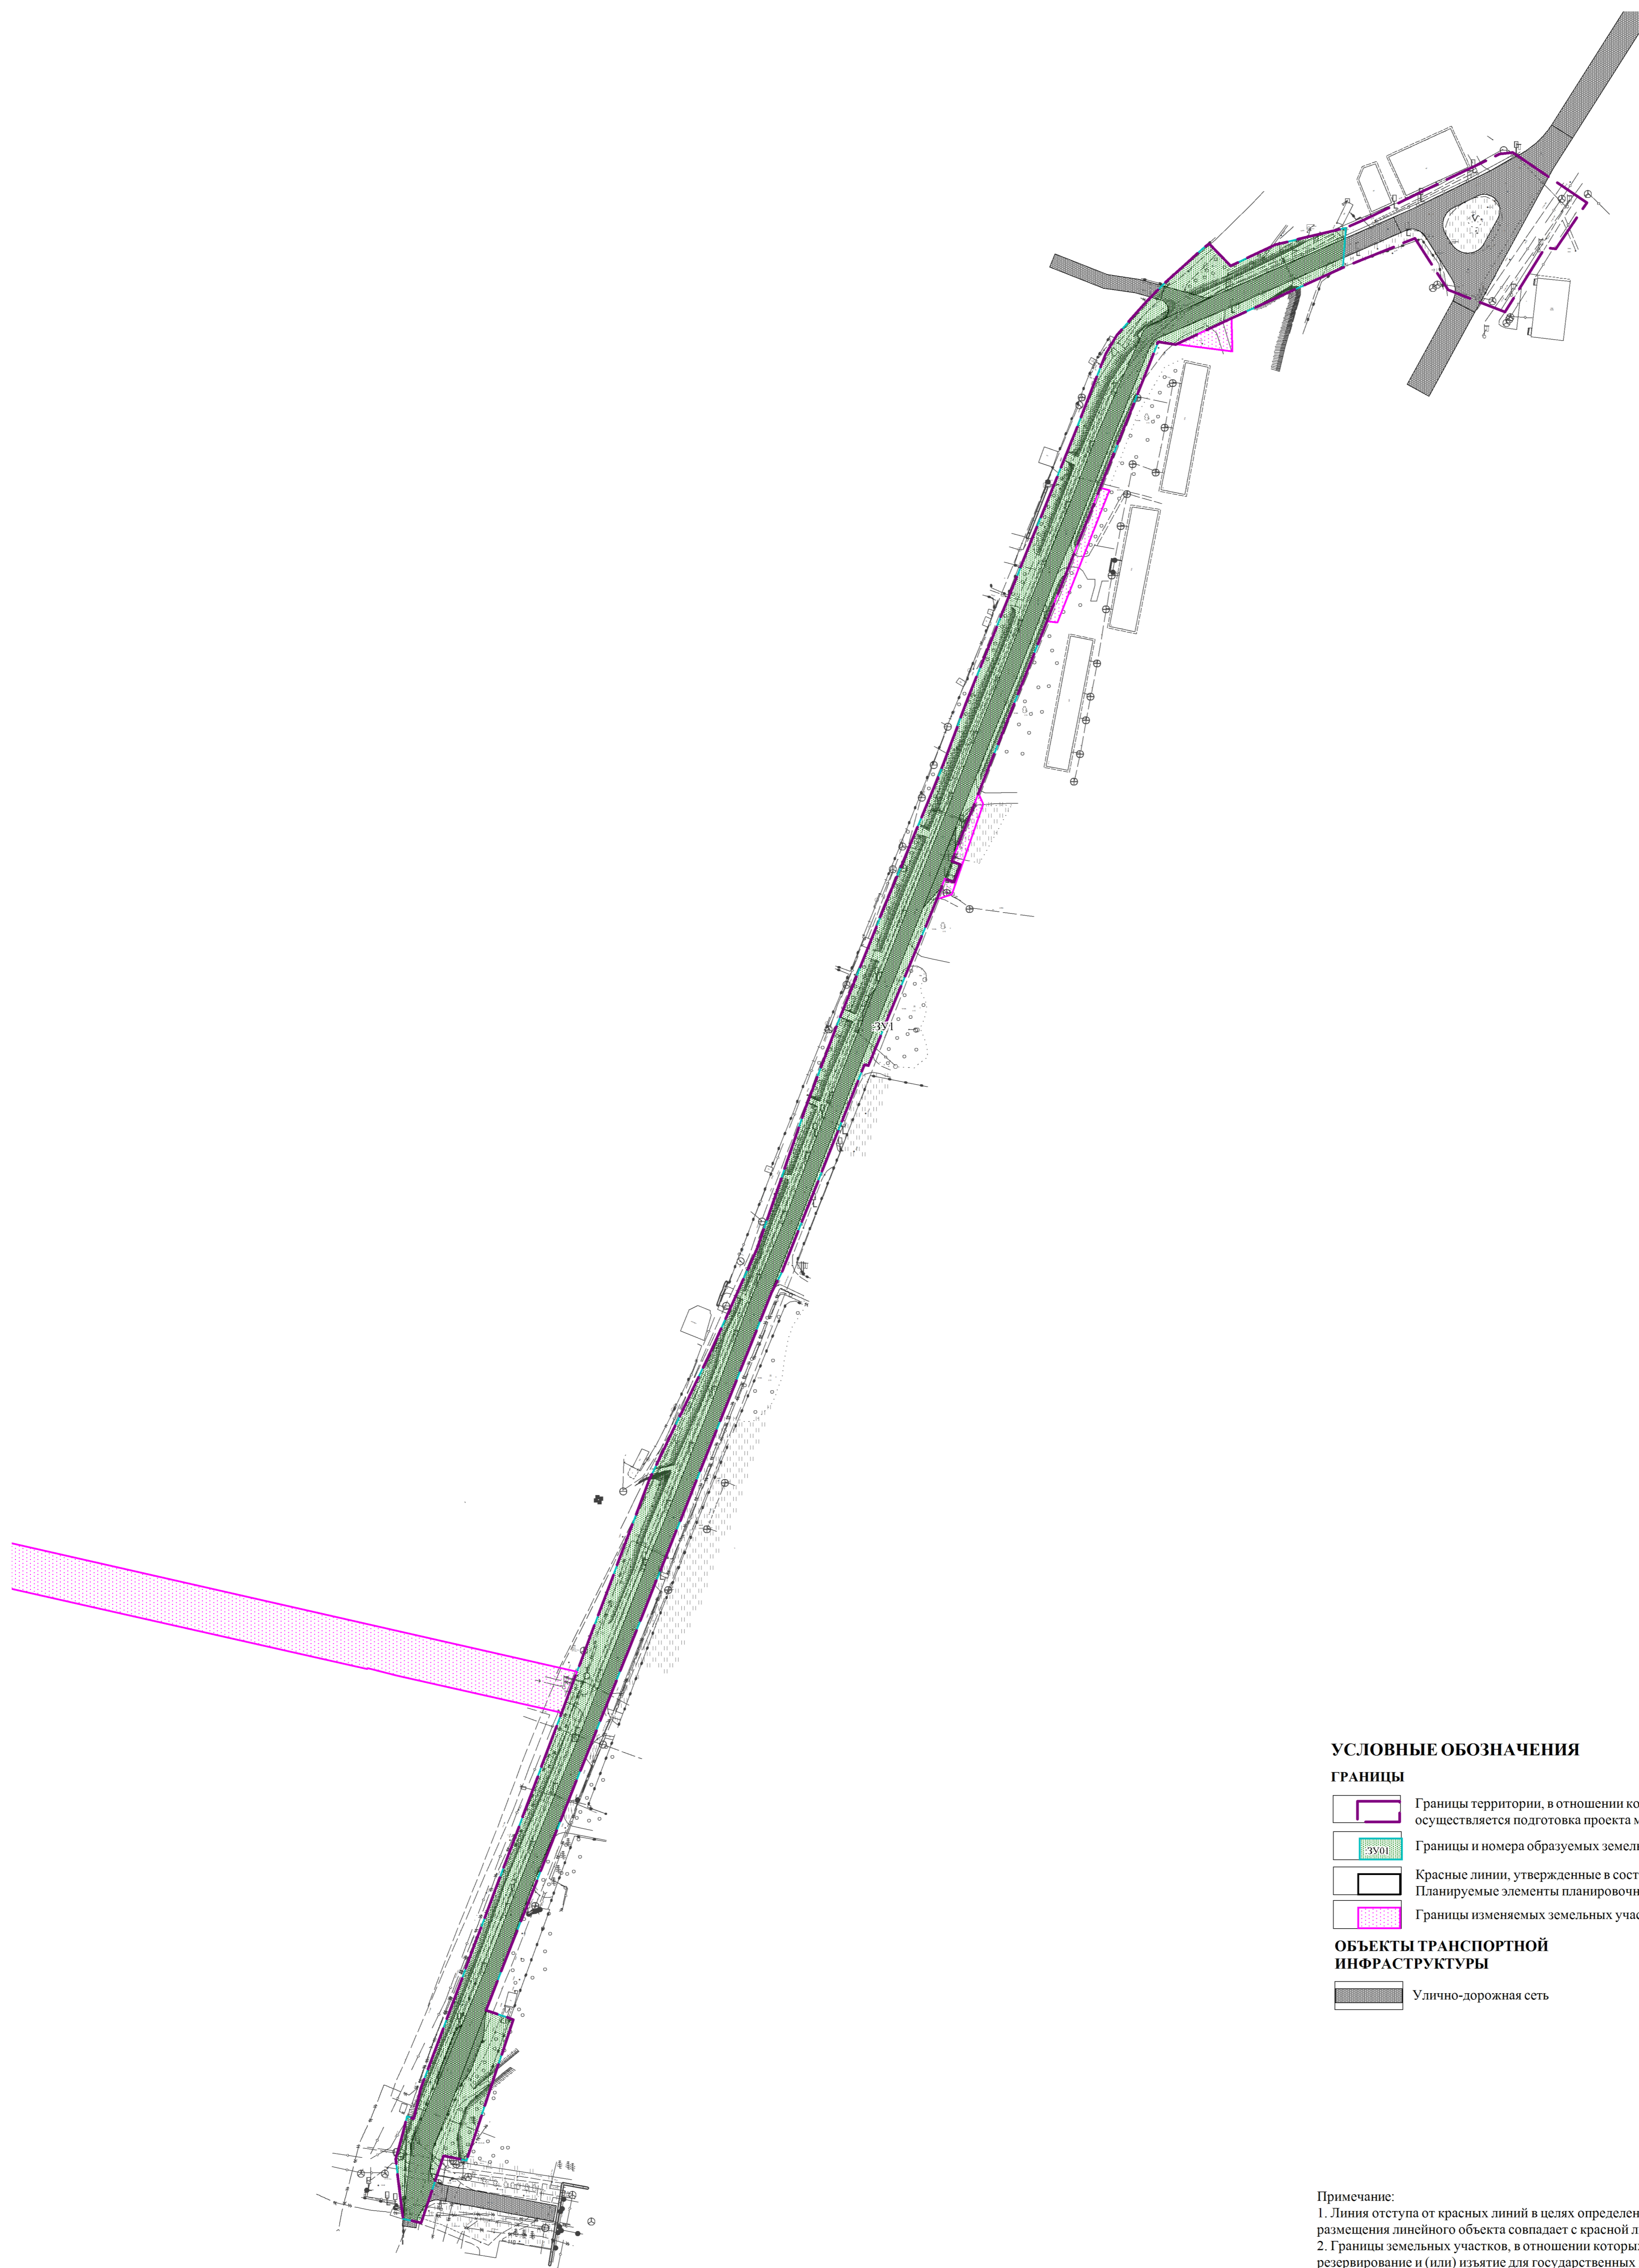 :ЗУ1
УСЛОВНЫЕ ОБОЗНАЧЕНИЯ
ГРАНИЦЫ
Границы территории, в отношении ко
осуществляется подготовка проекта м
:ЗУ01
Границы и номера образуемых земель
Красные линии, утвержденные в сост
Планируемые элементы планировочн
Границы изменяемых земельных учас
ОБЪЕКТЫ ТРАНСПОРТНОЙ
ИНФРАСТРУКТУРЫ
Улично-дорожная сеть
Примечание:
1. Линия отступа от красных линий в целях определен
размещения линейного объекта совпадает с красной л
2. Границы земельных участков, в отношении которы
резервирование и (или) изъятие для государственных